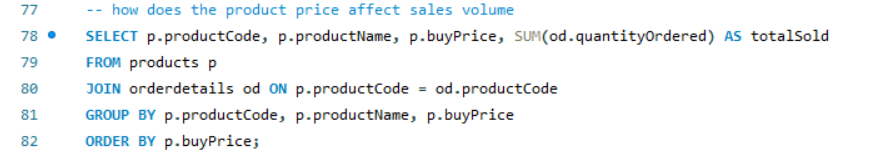 77 -- how does the product price affect sales volume
78 SELECT p.productCode, p.productName, p.buyPrice, SUM(od.quantityOrdered) AS totalSold
79 FROM products p
80 JOIN orderdetails od ON p.productCode = od.productCode
81 GROUP BY p.productCode, p.productName, p.buyPrice
82 ORDER BY p.buyPrice;